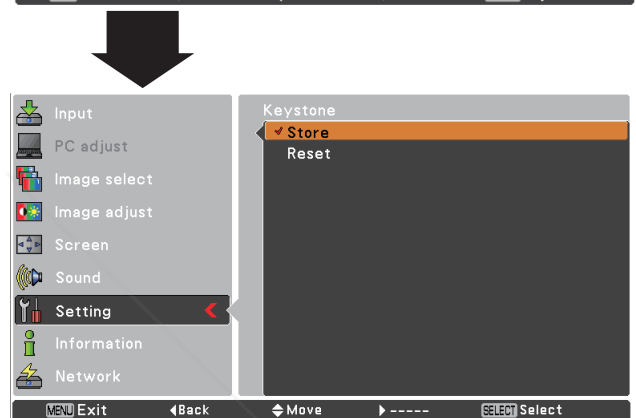 Input
PC adjust
Image select
Image adjust
Screen
Sound
Setting
Information
Network
Keystone
Store
Reset
MENU Exit Back Move ----- SELECT Select